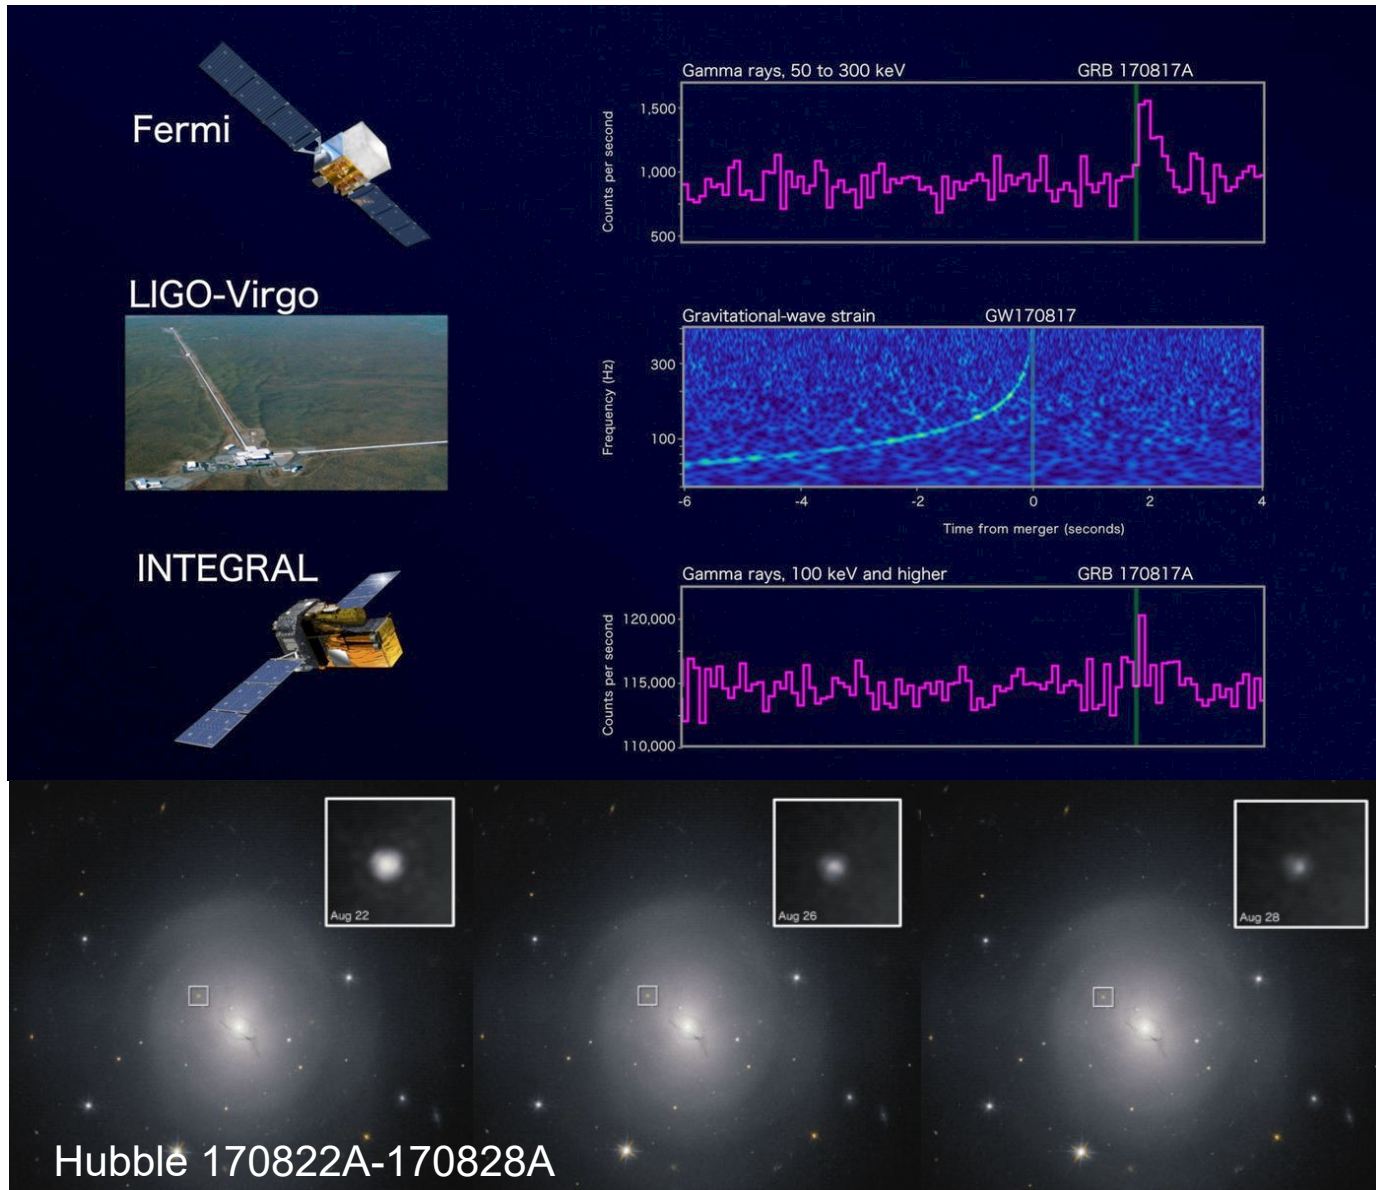 Fermi
Gamma rays, 50 to 300 keV
GRB 170817A
Counts per second
1,500
1,000
500
LIGO-Virgo
Gravitational-wave strain
GW170817
Frequency (Hz)
300
100
-6
-4
-2
0
2
4
Time from merger (seconds)
INTEGRAL
Gamma rays, 100 keV and higher
GRB 170817A
Counts per second
120,000
115,000
110,000
Aug 22
Aug 26
Aug 28
Hubble 170822A-170828A